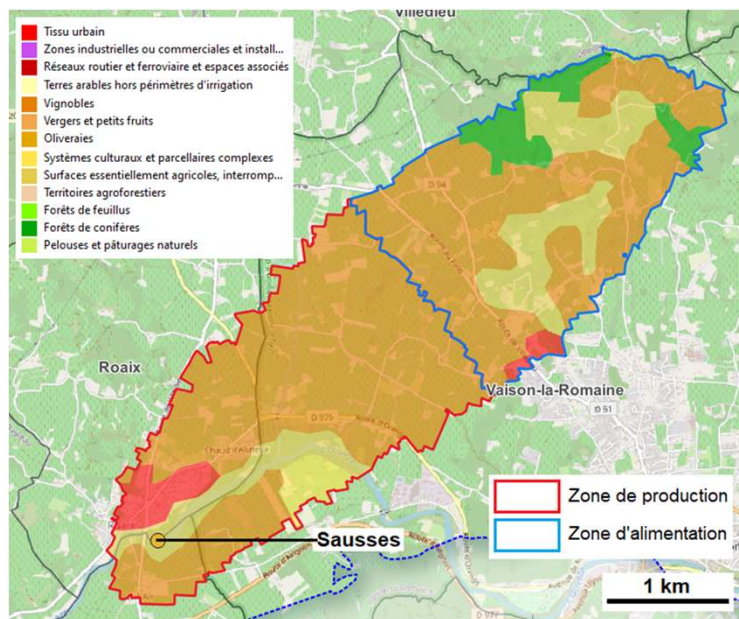 Villedieu
Tissu urbain
Zones industrielles ou commerciales et install...
Réseaux routier et ferroviaire et espaces associés
Terres arables hors périmètres d'irrigation
Vignobles
Vergers et petits fruits
Oliveraies
Systèmes culturaux et parcellaires complexes
Surfaces essentiellement agricoles, interromp...
Territoires agroforestiers
Forêts de feuillus
Forêts de conifères
Pelouses et pâturages naturels
D 94
Roaix
Vaison-la-Romaine
D 51
D 975
Zone de production
Zone d'alimentation
Sausses
1 km
D 977